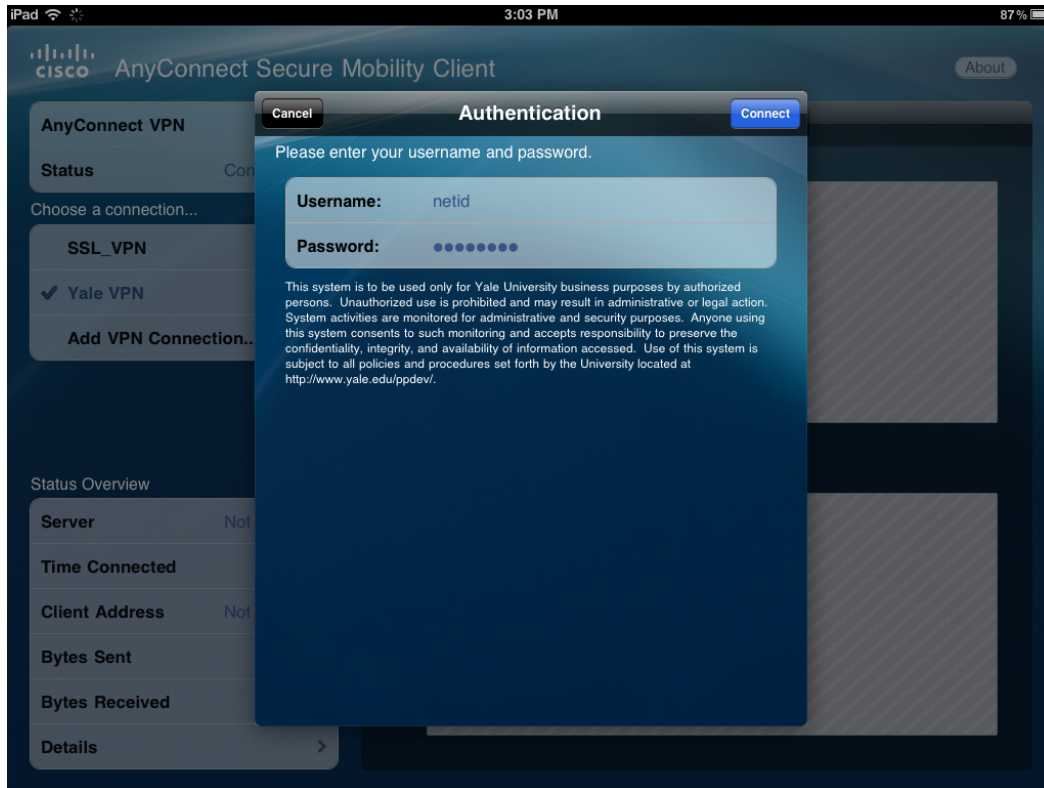 iPad 3:03 PM 87%
CISCO AnyConnect Secure Mobility Client About
Cancel Authentication Connect
Please enter your username and password.
Username: netid
Password: ●●●●●●●●
This system is to be used only for Yale University business purposes by authorized
persons. Unauthorized use is prohibited and may result in administrative or legal action.
System activities are monitored for administrative and security purposes. Anyone using
this system consents to such monitoring and accepts responsibility to preserve the
confidentiality, integrity, and availability of information accessed. Use of this system is
subject to all policies and procedures set forth by the University located at
http://www.yale.edu/ppdev/.
AnyConnect VPN
Status Con
Choose a connection...
SSL_VPN
✓ Yale VPN
Add VPN Connection..
Status Overview
Server Not
Time Connected
Client Address Not
Bytes Sent
Bytes Received
Details